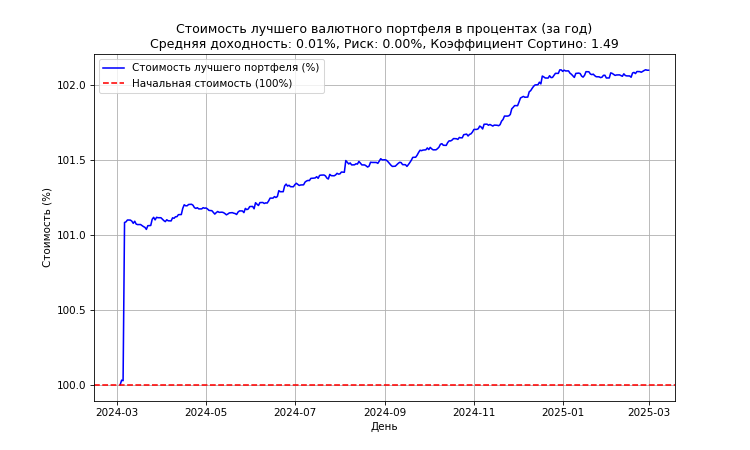 Стоимость лучшего валютного портфеля в процентах (за год)
Средняя доходность: 0.01%, Риск: 0.00%, Коэффициент Сортино: 1.49
Стоимость лучшего портфеля (%)
Начальная стоимость (100%)
Стоимость (%)
102.0
101.5
101.0
100.5
100.0
2024-03 2024-05 2024-07 2024-09 2024-11 2025-01 2025-03
День